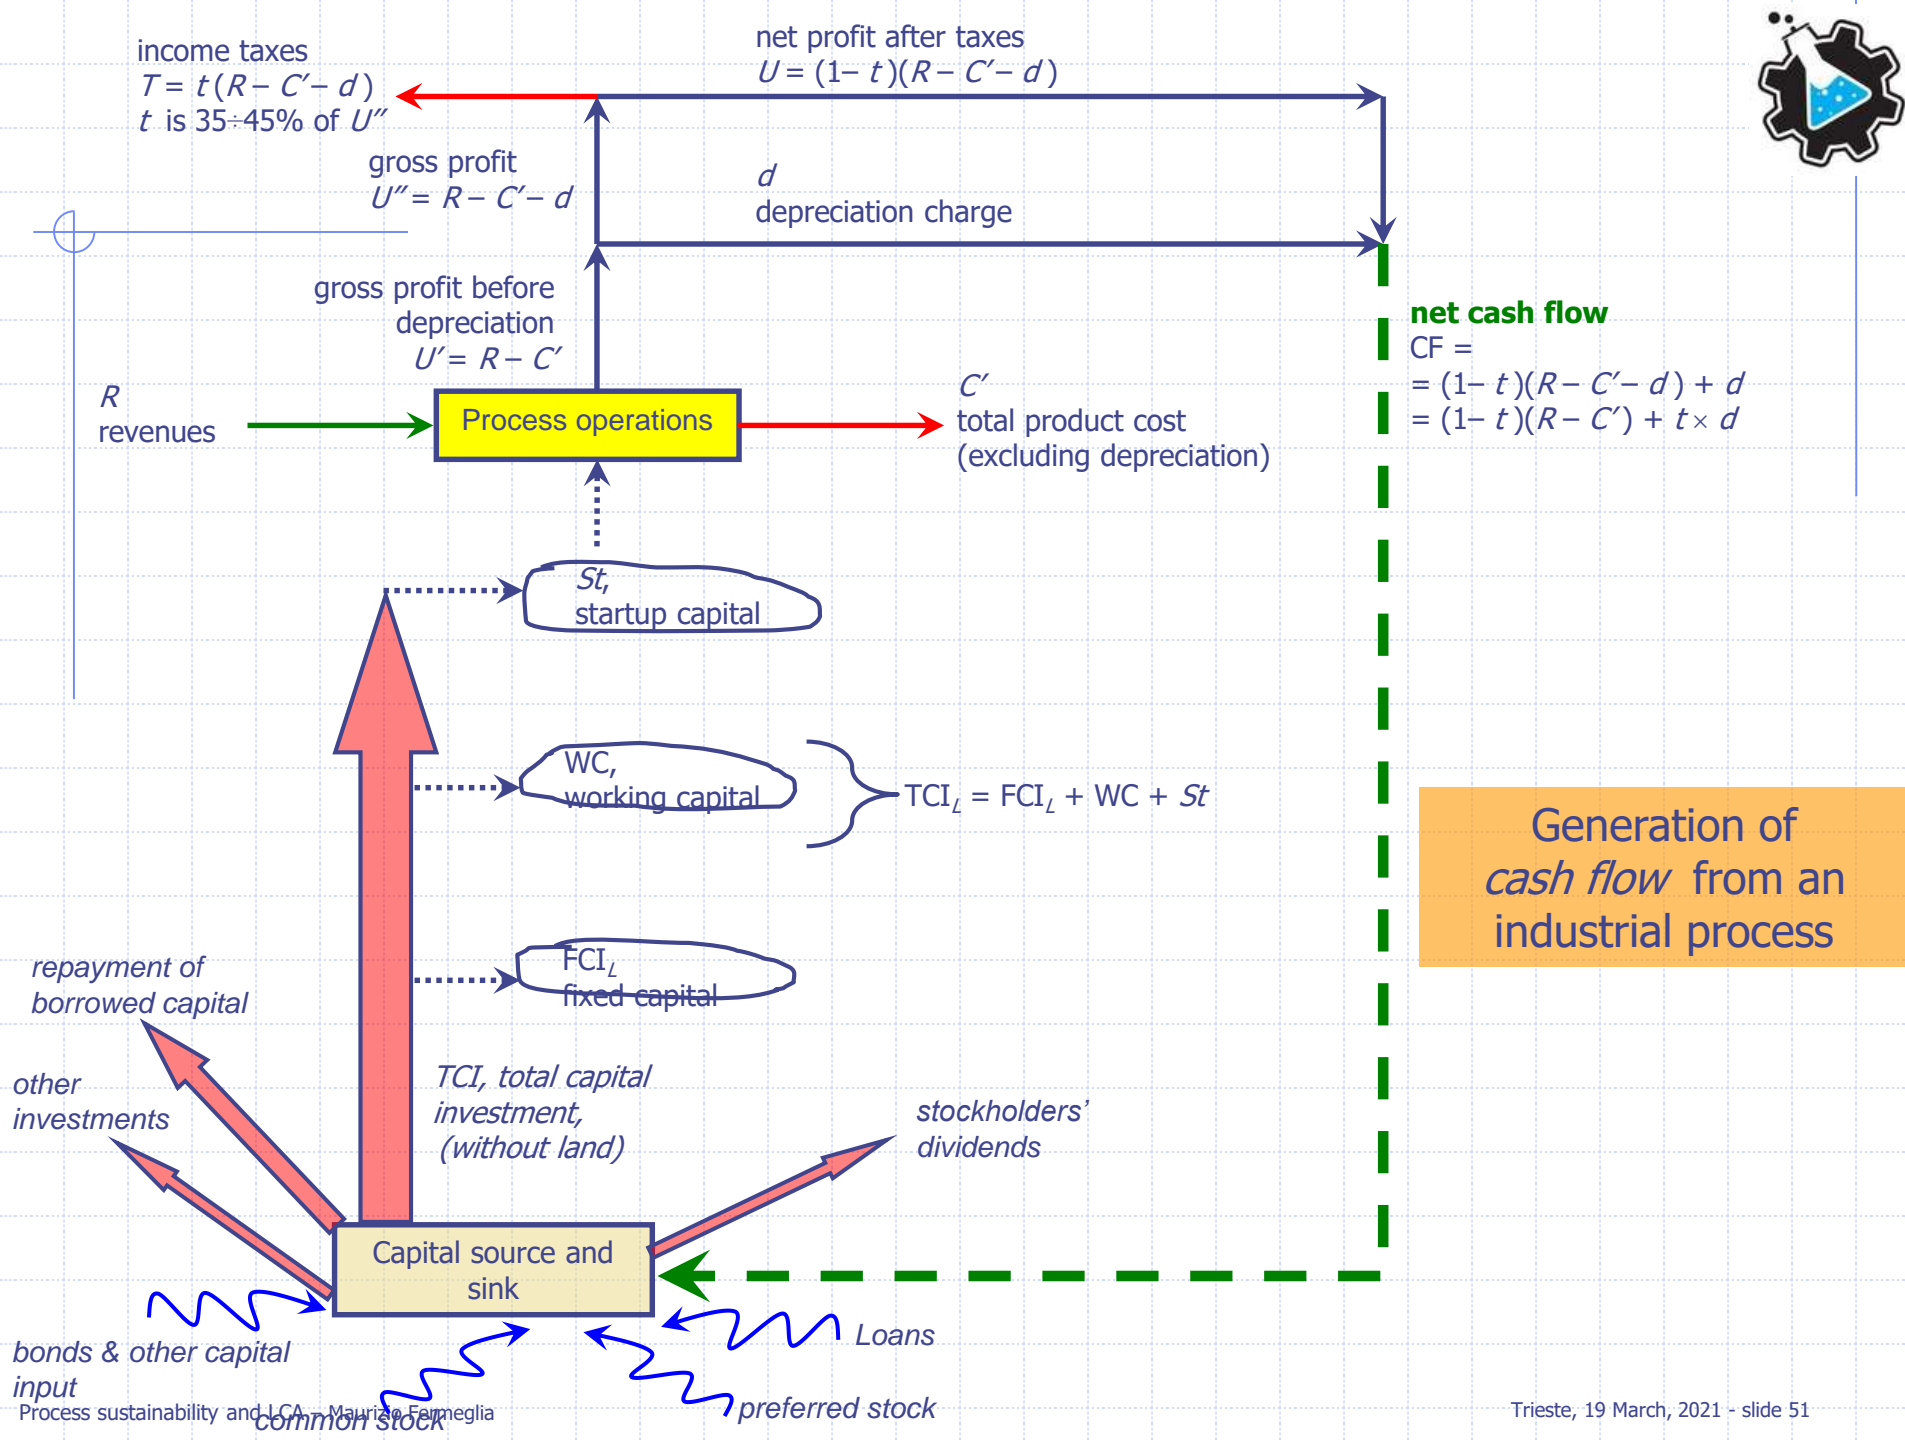 income taxes
T = t (R – C′ – d )
t is 35÷45% of U″
net profit after taxes
U = (1– t )(R – C′ – d )
gross profit
U″ = R – C′ – d
d
depreciation charge
gross profit before
depreciation
U′ = R – C′
net cash flow
CF =
= (1– t )(R – C′ – d ) + d
= (1– t )(R – C′ ) + t × d
R
revenues
Process operations
C′
total product cost
(excluding depreciation)
St,
startup capital
WC,
working capital
TCI_L = FCI_L + WC + St
Generation of
cash flow from an
industrial process
FCI_L
fixed capital
repayment of
borrowed capital
other
investments
TCI, total capital
investment,
(without land)
stockholders’
dividends
Capital source and
sink
bonds & other capital
input
common stock
preferred stock
Loans
Process sustainability and LCA – Maurizio Fermeglia
Trieste, 19 March, 2021 - slide 51